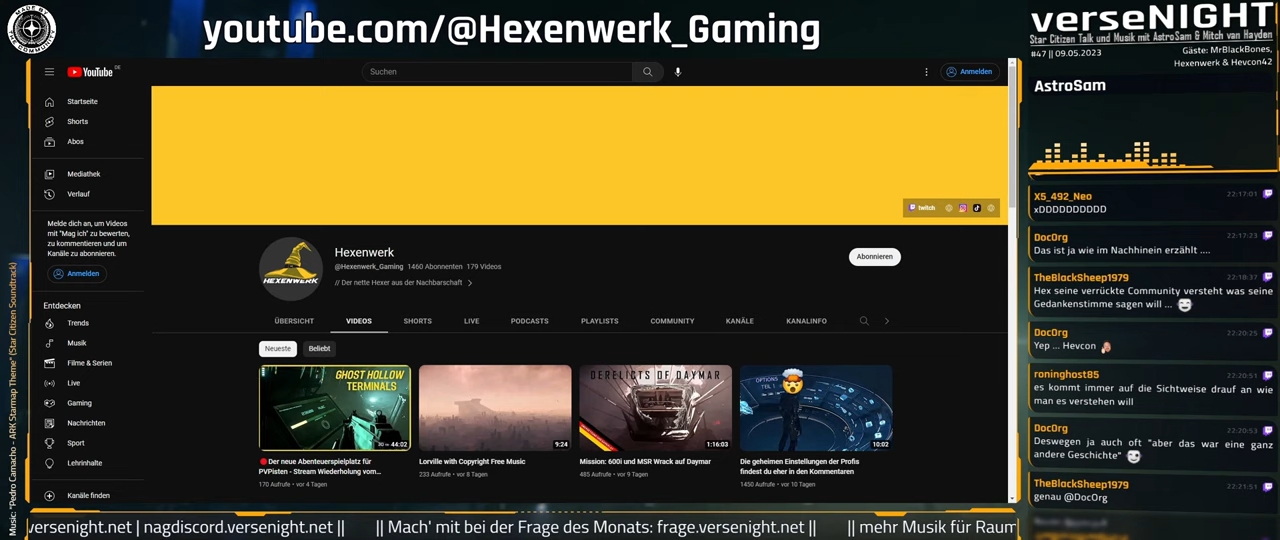 MADE BY THE COMMUNITY
youtube.com/@Hexenwerk_Gaming
verseNIGHT
Star Citizen Talk und Musik mit AstroSam & Mitch van Hayden
#47 || 09.05.2023
Gäste: MrBlackBones,
Hexenwerk & Hevcon42
YouTube DE
Suchen
Anmelden
Startseite
Shorts
Abos
Mediathek
Verlauf
Melde dich an, um Videos
mit "Mag ich" zu bewerten,
zu kommentieren und um
Kanäle zu abonnieren.
Anmelden
Entdecken
Trends
Musik
Filme & Serien
Live
Gaming
Nachrichten
Sport
Lehrinhalte
Kanäle finden
twitch
HEXENWERK
Hexenwerk
@Hexenwerk_Gaming 1460 Abonnenten 179 Videos
// Der nette Hexer aus der Nachbarschaft
Abonnieren
ÜBERSICHT VIDEOS SHORTS LIVE PODCASTS PLAYLISTS COMMUNITY KANÄLE KANALINFO
Neueste Beliebt
GHOST HOLLOW
TERMINALS
44:02
9:24
DERELICTS OF DAYMAR
1:16:03
OPTIONS
TEIL 1
10:02
Der neue Abenteuerspielplatz für
PVPisten - Stream Wiederholung vom...
170 Aufrufe • vor 4 Tagen
Lorville with Copyright Free Music
233 Aufrufe • vor 8 Tagen
Mission: 600i und MSR Wrack auf Daymar
485 Aufrufe • vor 9 Tagen
Die geheimen Einstellungen der Profis
findest du eher in den Kommentaren
1450 Aufrufe • vor 10 Tagen
AstroSam
X5_492_Neo 22:17:01
xDDDDDDDDDD
DocOrg 22:17:23
Das ist ja wie im Nachhinein erzählt ....
TheBlackSheep1979 22:18:37
Hex seine verrückte Community versteht was seine
Gedankenstimme sagen will ...
DocOrg 22:20:25
Yep ... Hevcon
roninghost85 22:20:51
es kommt immer auf die Sichtweise drauf an wie
man es verstehen will
DocOrg 22:20:53
Deswegen ja auch oft "aber das war eine ganz
andere Geschichte"
TheBlackSheep1979 22:21:51
genau @DocOrg
Music: "Pedro Camacho - ARK Starmap Theme" (Star Citizen Soundtrack)
versenight.net | nagdiscord.versenight.net || || Mach' mit bei der Frage des Monats: frage.versenight.net || || mehr Musik für Raum